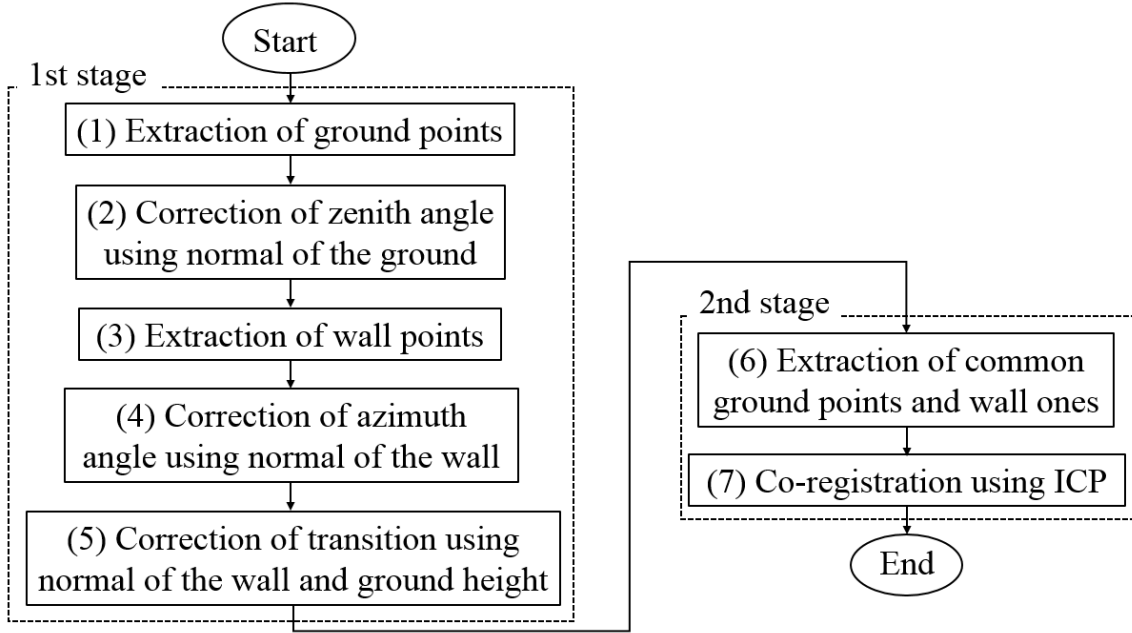 Start
1st stage
(1) Extraction of ground points
(2) Correction of zenith angle
using normal of the ground
(3) Extraction of wall points
(4) Correction of azimuth
angle using normal of the wall
(5) Correction of transition using
normal of the wall and ground height
2nd stage
(6) Extraction of common
ground points and wall ones
(7) Co-registration using ICP
End